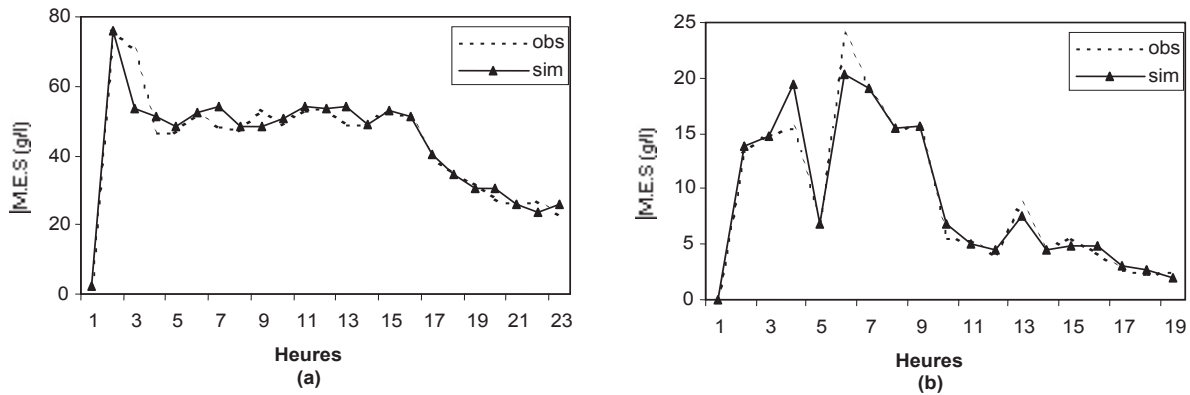 80
60
40
20
0
|M.E.S (g/l)
obs
sim
1 3 5 7 9 11 13 15 17 19 21 23
Heures
(a)
25
20
15
10
5
0
|M.E.S (g/l)
obs
sim
1 3 5 7 9 11 13 15 17 19
Heures
(b)